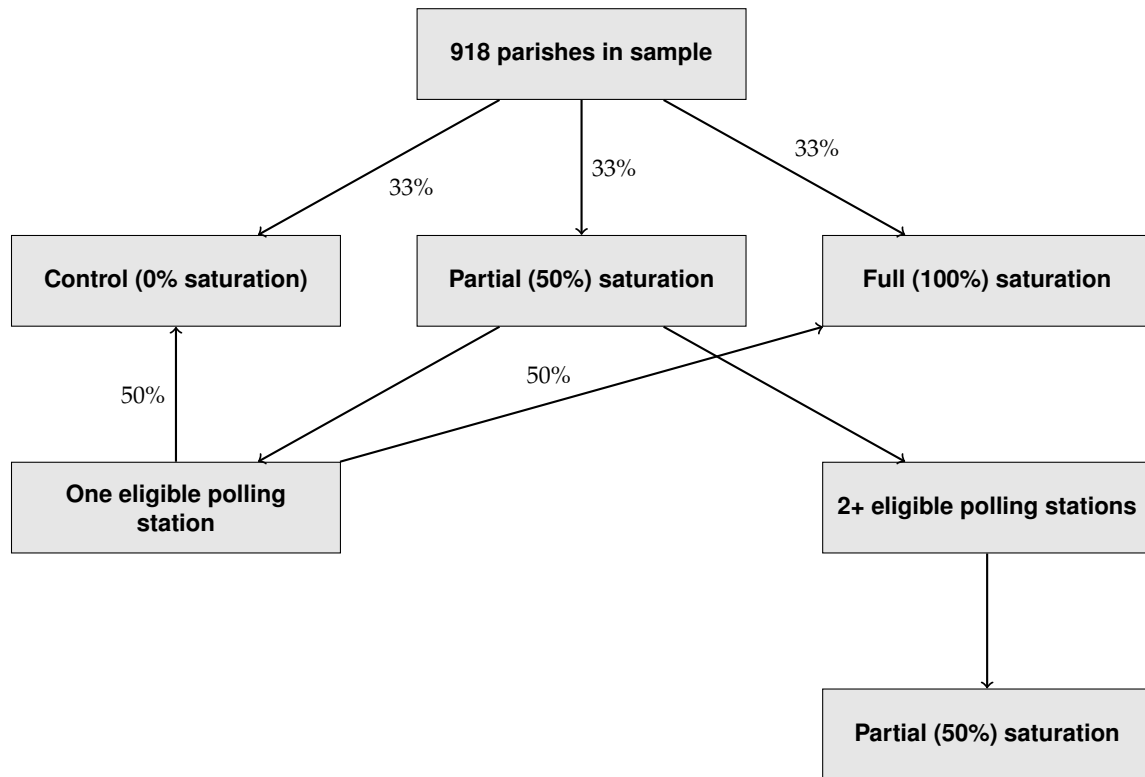 918 parishes in sample
33%
33%
33%
Control (0% saturation)
Partial (50%) saturation
Full (100%) saturation
50%
50%
One eligible polling
station
2+ eligible polling stations
Partial (50%) saturation